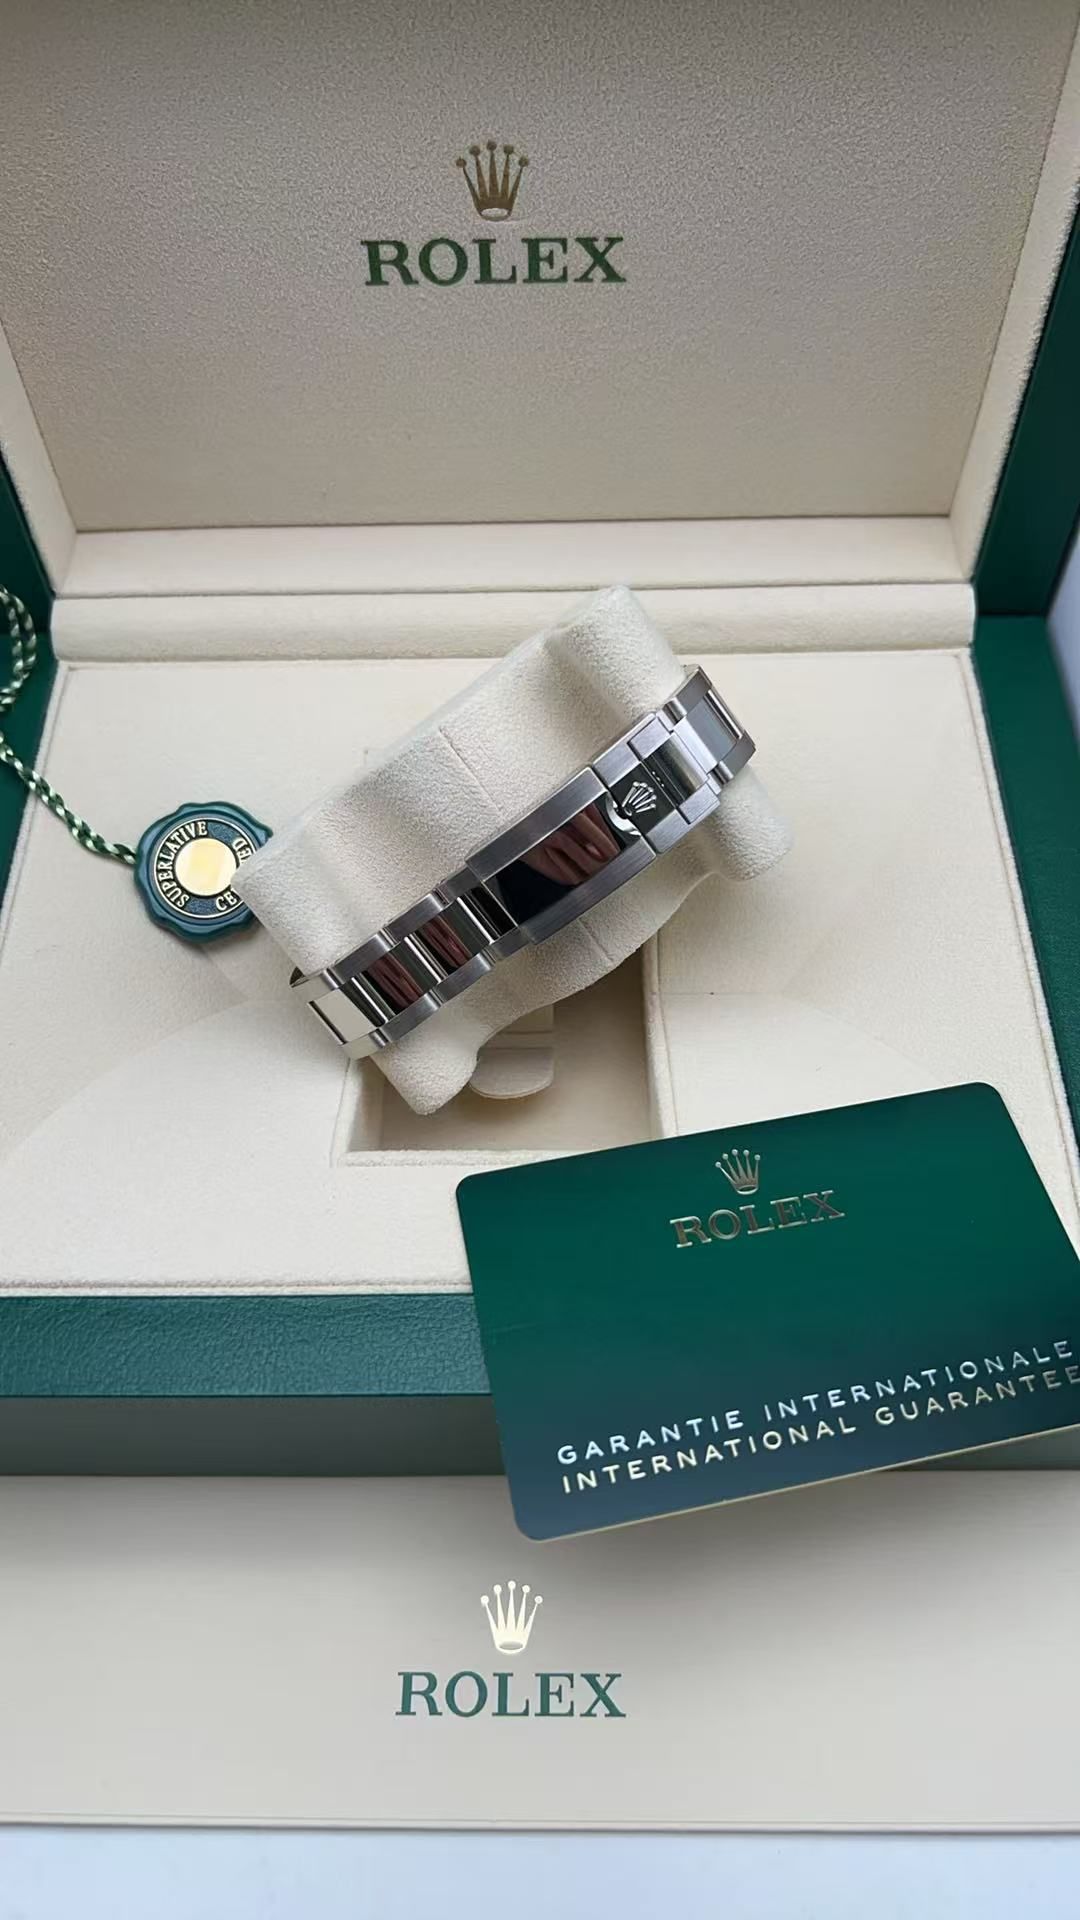 ROLEX
SUPERLATIVE
ROLEX
GARANTIE INTERNATIONALE
INTERNATIONAL GUARANTEE
ROLEX